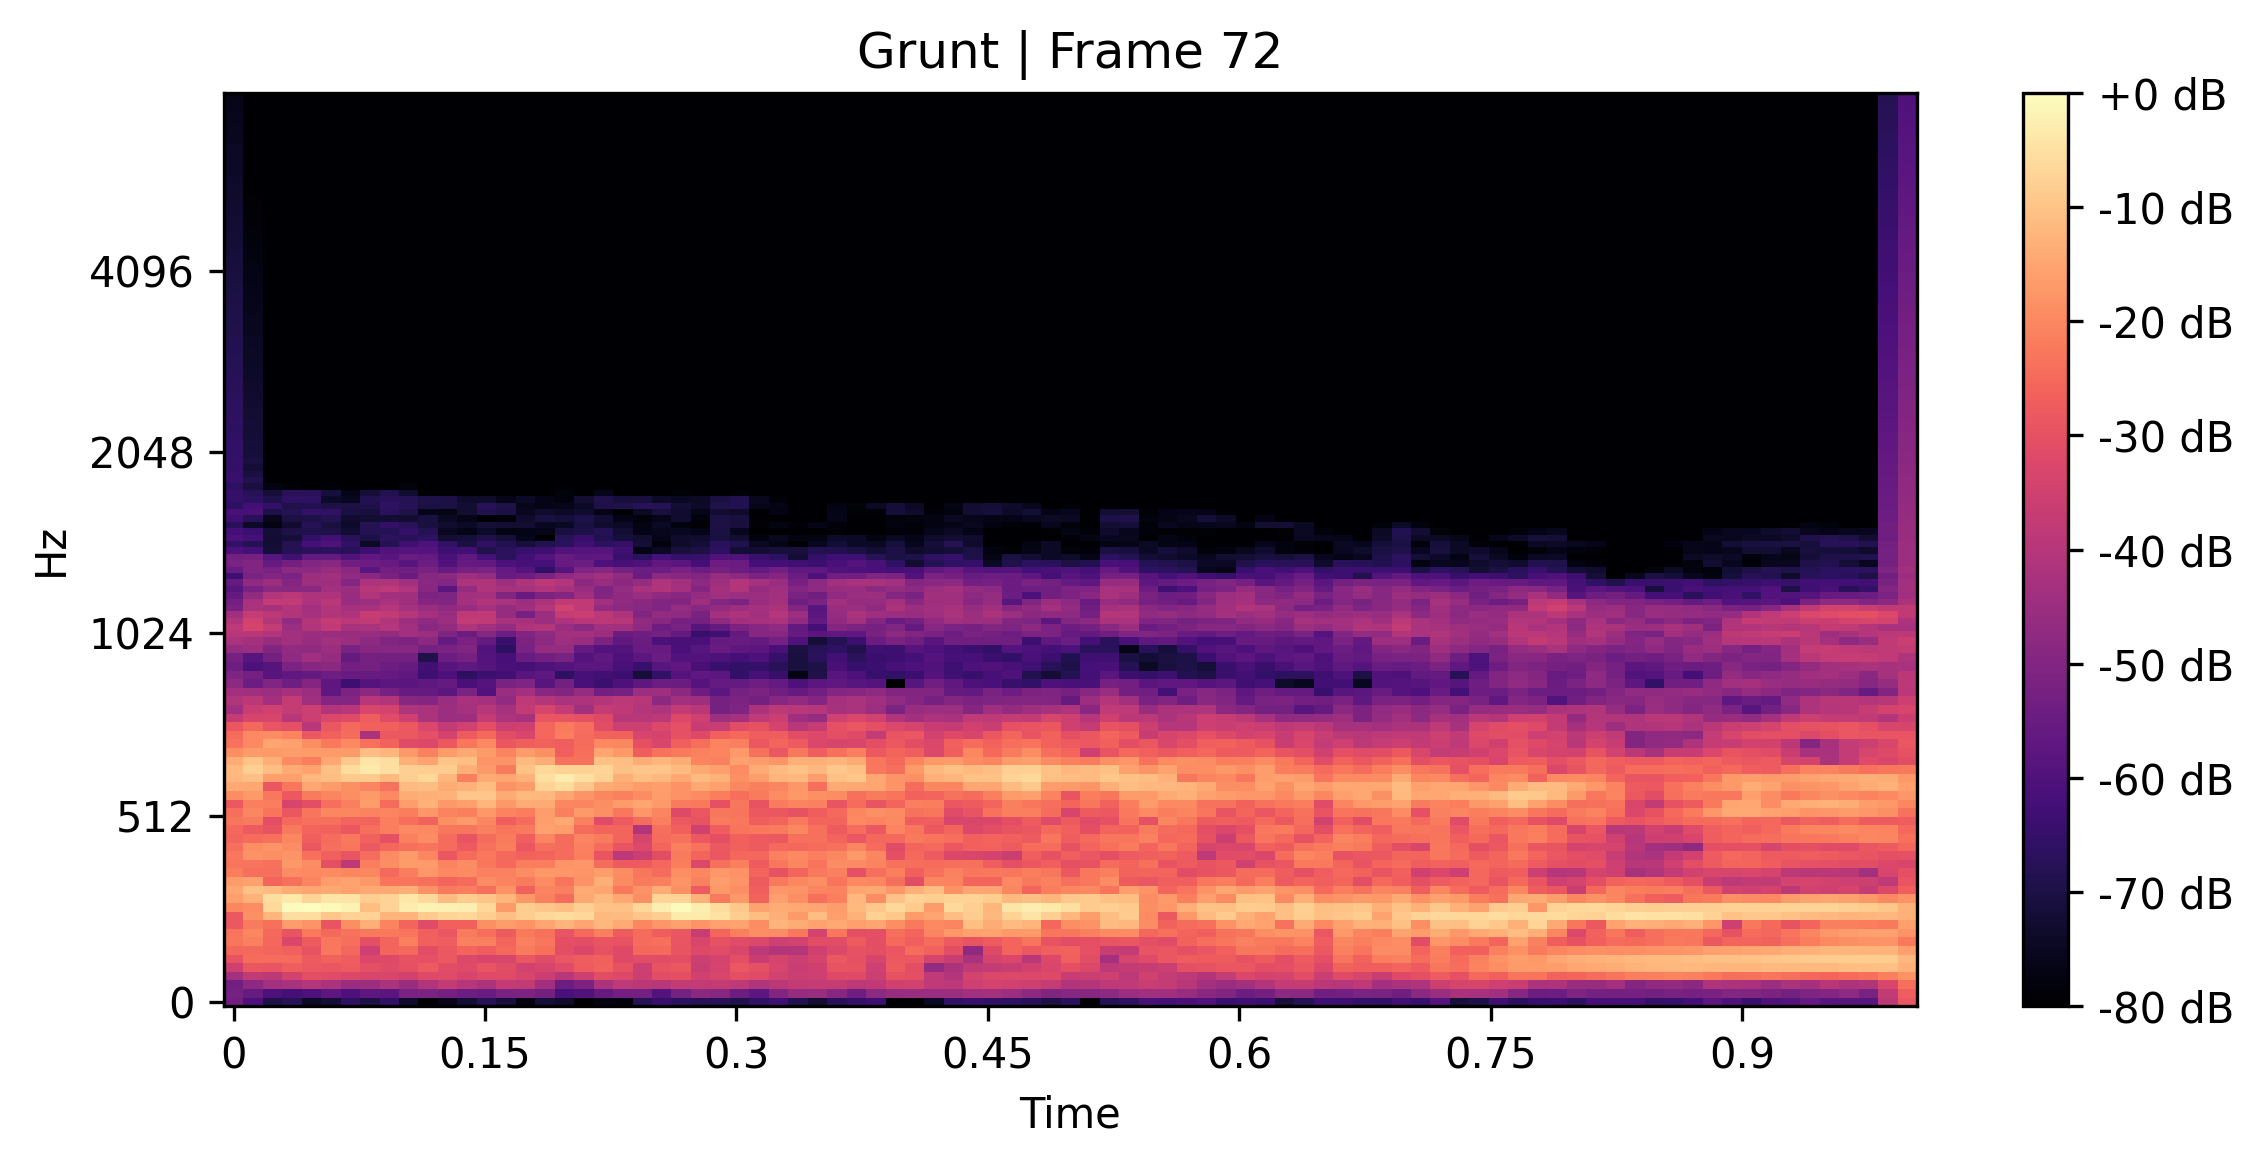 Grunt | Frame 72
+0 dB
-10 dB
-20 dB
-30 dB
-40 dB
-50 dB
-60 dB
-70 dB
-80 dB
Hz
4096
2048
1024
512
0
0 0.15 0.3 0.45 0.6 0.75 0.9
Time